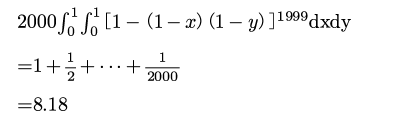 2000∫₀¹∫₀¹[1 − (1 − x) (1 − y) ]¹⁹⁹⁹dxdy
=1 + 1/2 + ⋯ + 1/2000
=8.18